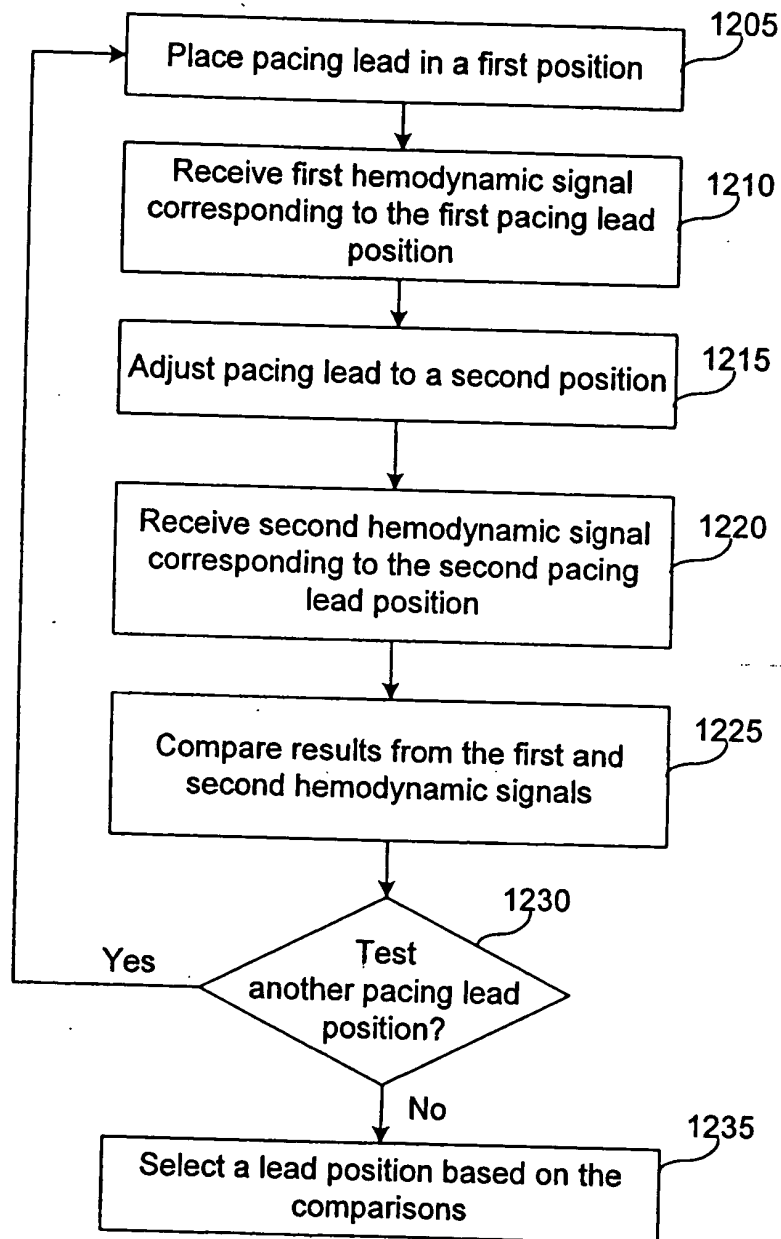 1205
Place pacing lead in a first position
Receive first hemodynamic signal
corresponding to the first pacing lead
position
1210
Adjust pacing lead to a second position
1215
Receive second hemodynamic signal
corresponding to the second pacing
lead position
1220
Compare results from the first and
second hemodynamic signals
1225
1230
Test
another pacing lead
position?
Yes
No
1235
Select a lead position based on the
comparisons